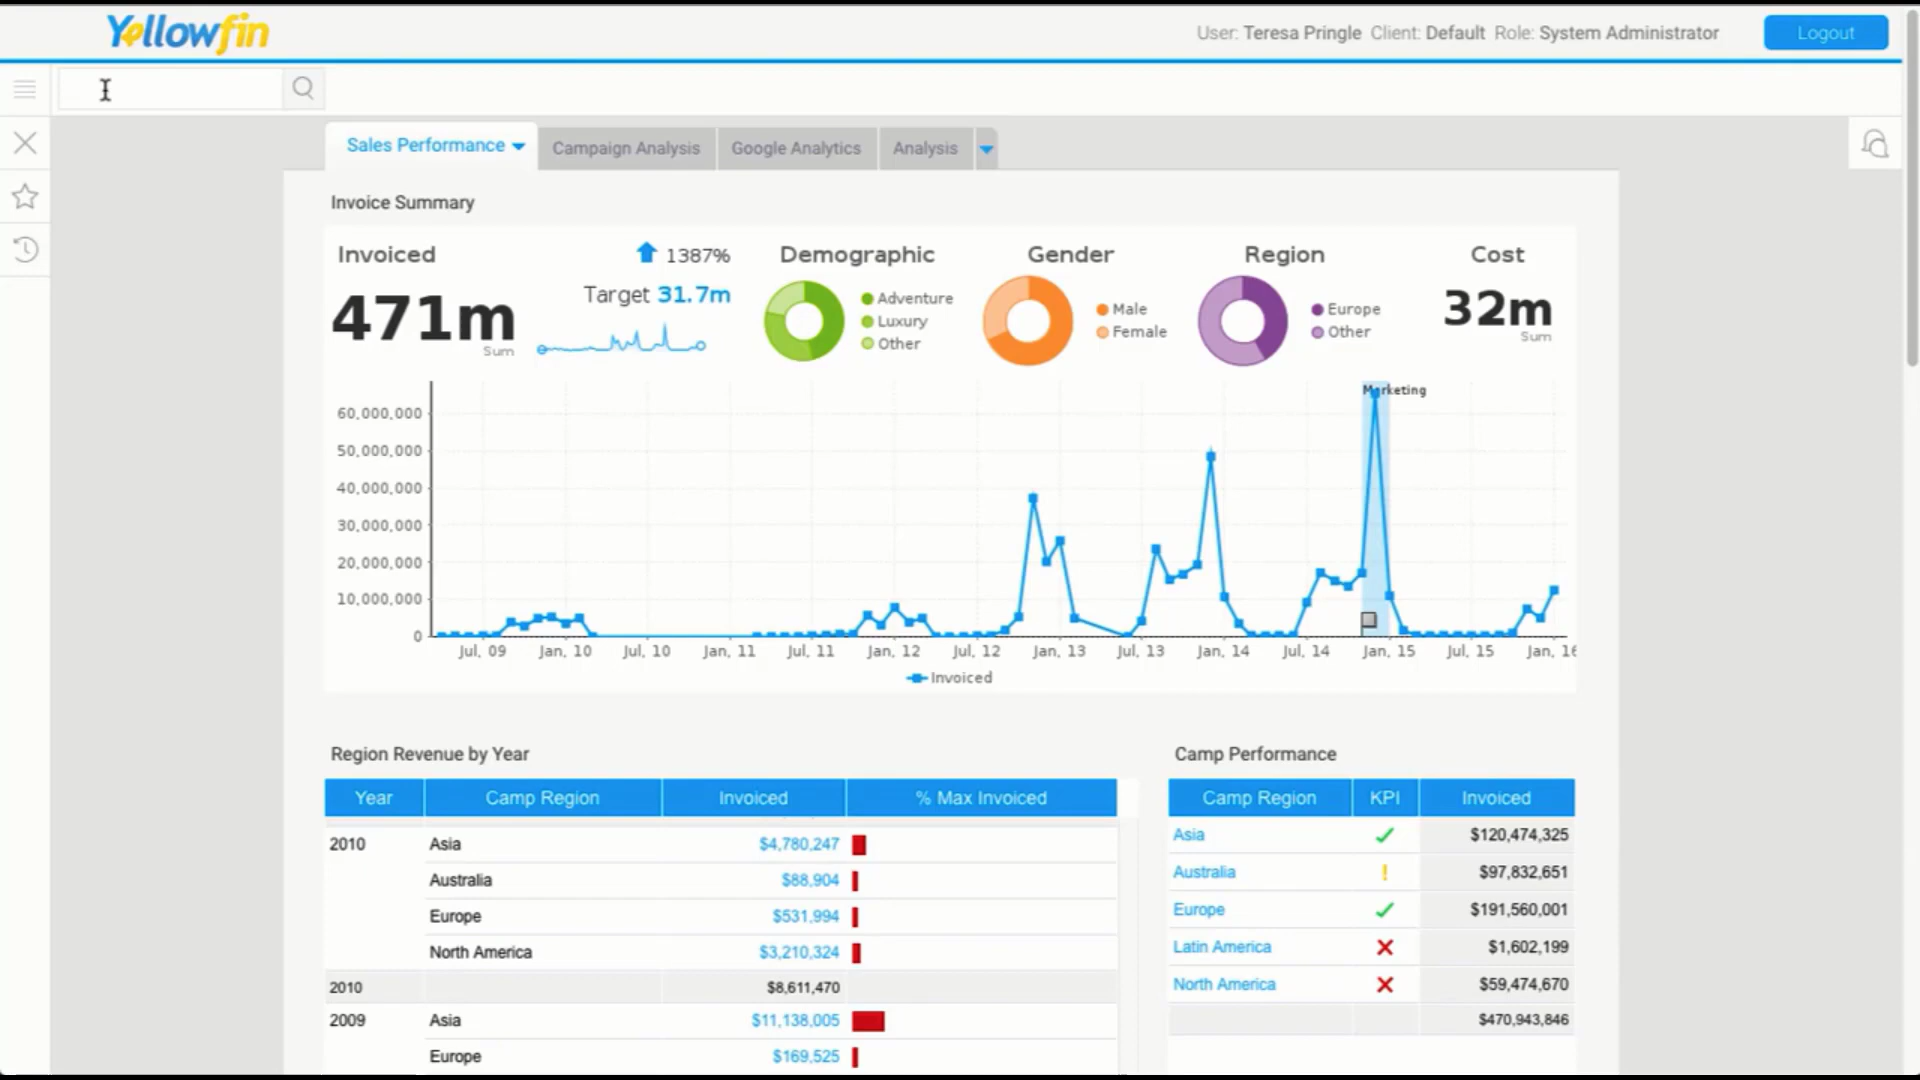 Yellowfin
User: Teresa Pringle Client: Default Role: System Administrator
Logout
Sales Performance
Campaign Analysis
Google Analytics
Analysis
Invoice Summary
Invoiced
471m
Sum
1387%
Target 31.7m
Demographic
Adventure
Luxury
Other
Gender
Male
Female
Region
Europe
Other
Cost
32m
Sum
Marketing
60,000,000
50,000,000
40,000,000
30,000,000
20,000,000
10,000,000
0
Jul, 09 Jan, 10 Jul, 10 Jan, 11 Jul, 11 Jan, 12 Jul, 12 Jan, 13 Jul, 13 Jan, 14 Jul, 14 Jan, 15 Jul, 15 Jan, 16
Invoiced
Region Revenue by Year
Year Camp Region Invoiced % Max Invoiced
2010 Asia $4,780,247
Australia $88,904
Europe $531,994
North America $3,210,324
2010 $8,611,470
2009 Asia $11,138,005
Europe $169,525
Camp Performance
Camp Region KPI Invoiced
Asia $120,474,325
Australia $97,832,651
Europe $191,560,001
Latin America $1,602,199
North America $59,474,670
$470,943,846